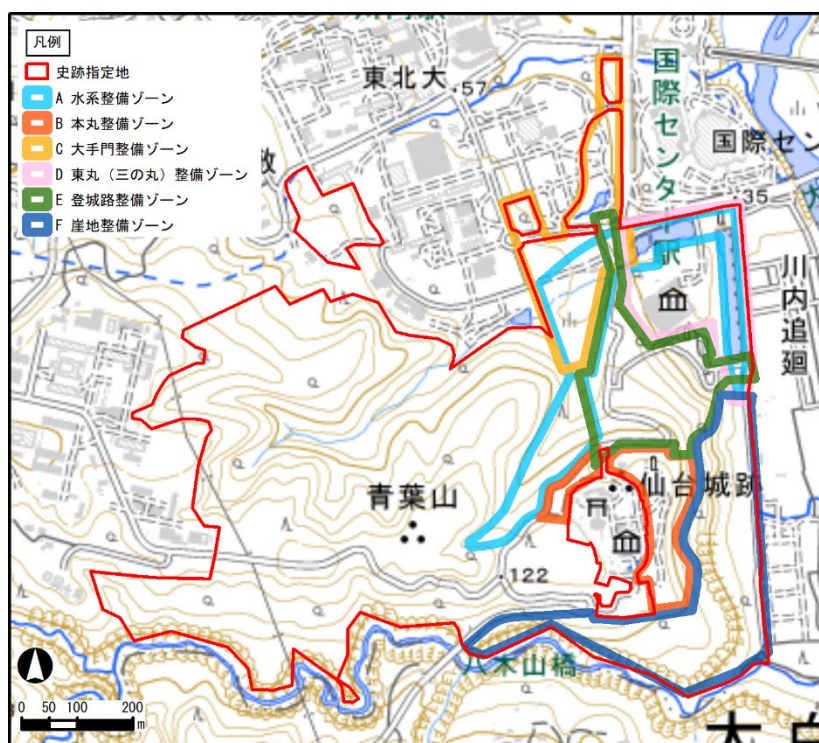 凡例
史跡指定地
A 水系整備ゾーン
B 本丸整備ゾーン
C 大手門整備ゾーン
D 東丸（三の丸）整備ゾーン
E 登城路整備ゾーン
F 崖地整備ゾーン
東北大
57
国際センター駅
国際セン
35
川内追廻
仙台城跡
青葉山
122
八木山橋
0 50 100 200
m